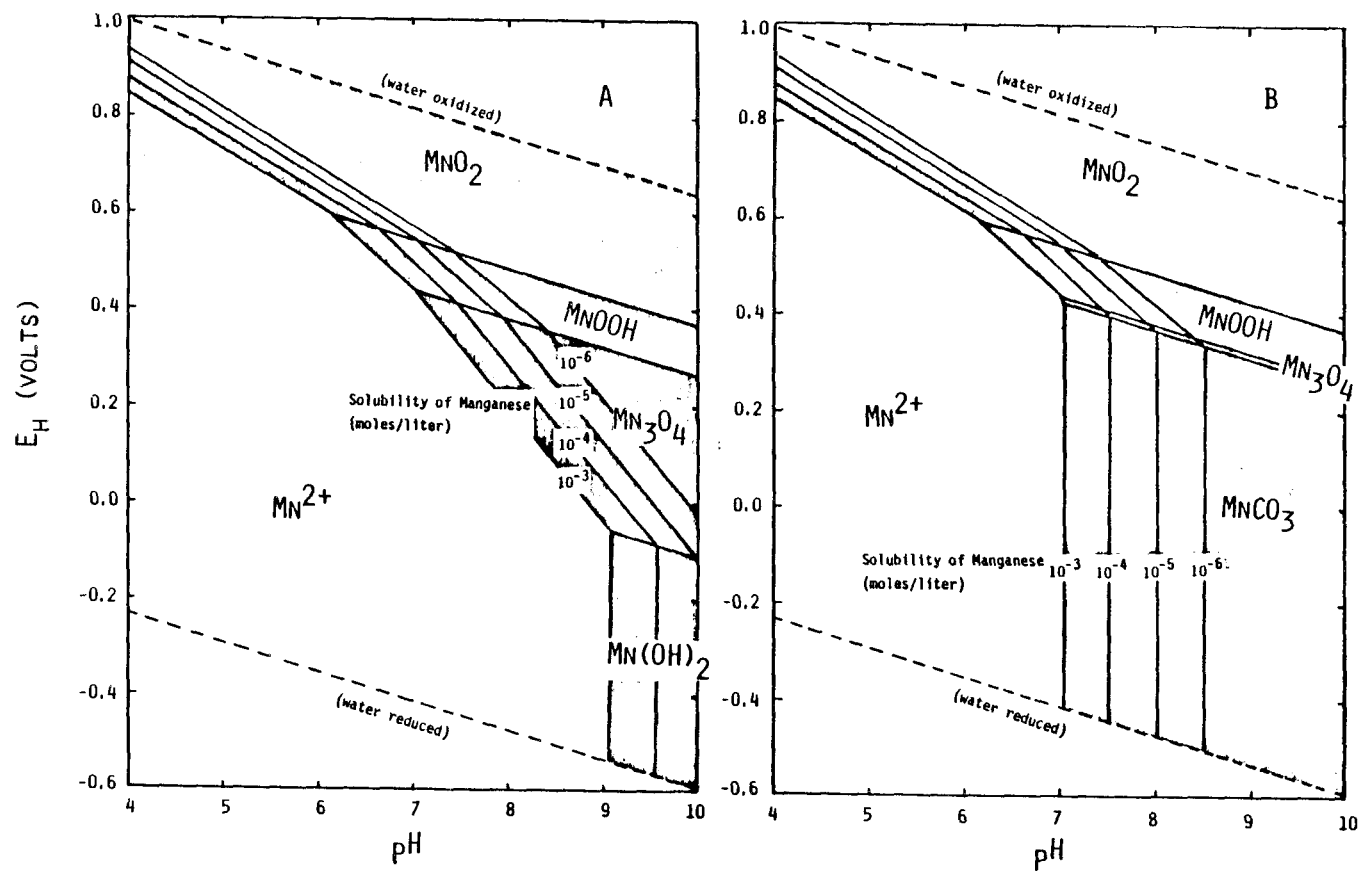 1.0
0.8
0.6
0.4
0.2
0.0
-0.2
-0.4
-0.6
EH (VOLTS)
A
(water oxidized)
MnO2
MnOOH
10-6
10-5
Mn3O4
10-4
10-3
Solubility of Manganese
(moles/liter)
Mn2+
Mn(OH)2
(water reduced)
4 5 6 7 8 9 10
pH
1.0
0.8
0.6
0.4
0.2
0.0
-0.2
-0.4
-0.6
B
(water oxidized)
MnO2
MnOOH
Mn3O4
Mn2+
MnCO3
Solubility of Manganese 10-3 10-4 10-5 10-6
(moles/liter)
(water reduced)
4 5 6 7 8 9 10
pH